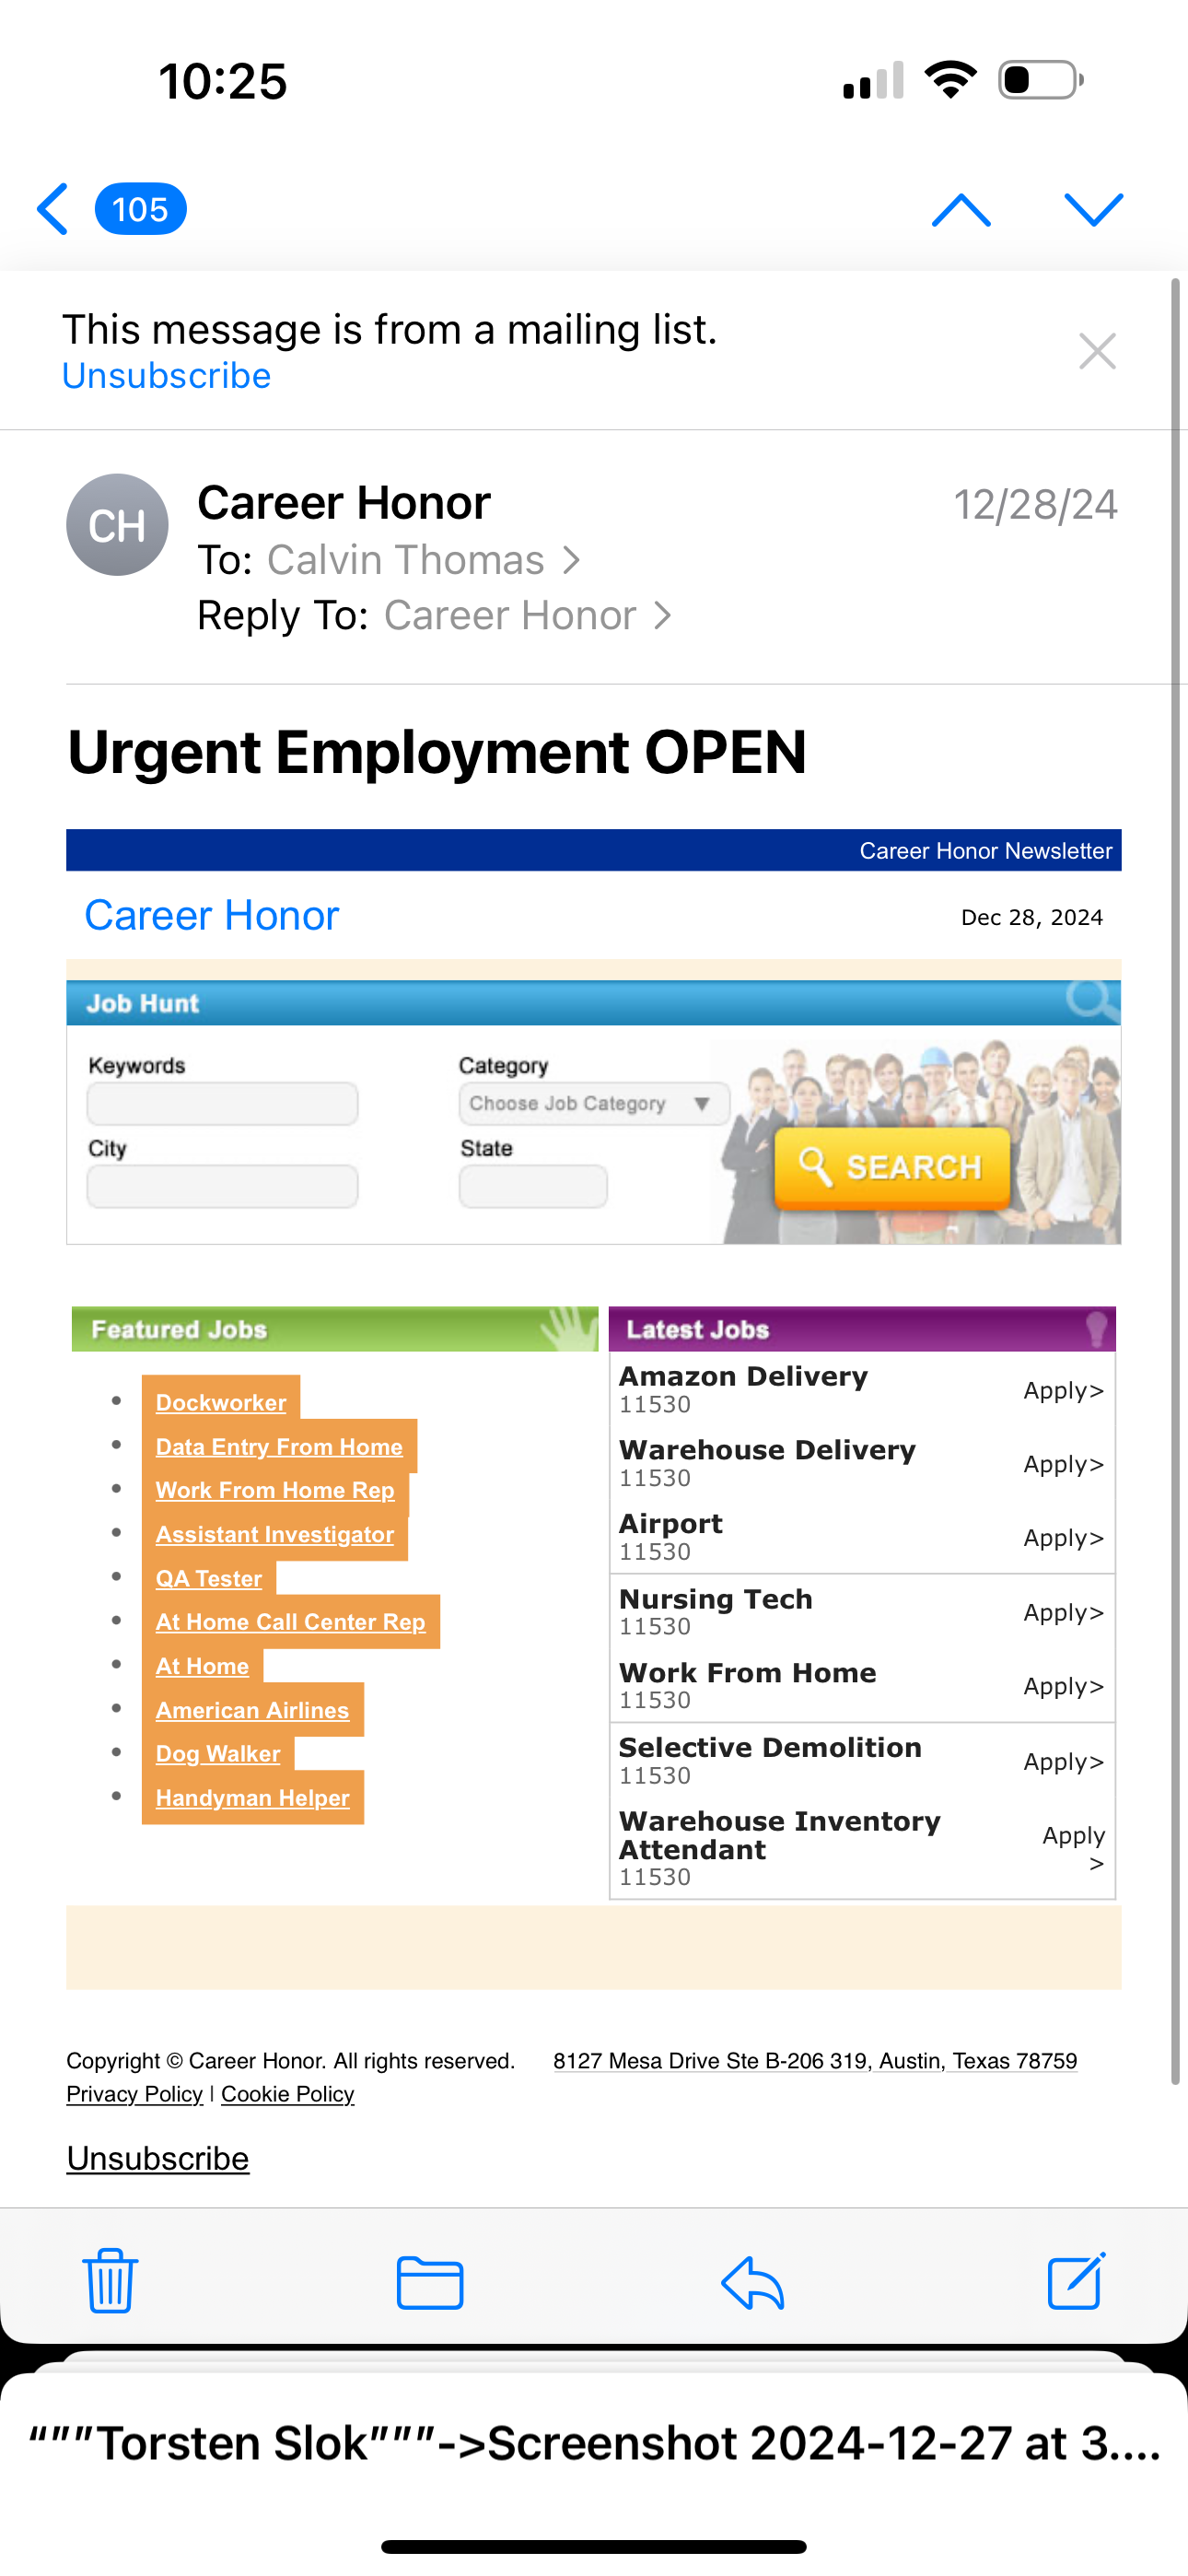 10:25
105
This message is from a mailing list.
Unsubscribe
CH
Career Honor
12/28/24
To: Calvin Thomas >
Reply To: Career Honor >
Urgent Employment OPEN
Career Honor Newsletter
Career Honor
Dec 28, 2024
Job Hunt
Keywords
Category
Choose Job Category ▼
City
State
SEARCH
Featured Jobs
• Dockworker
• Data Entry From Home
• Work From Home Rep
• Assistant Investigator
• QA Tester
• At Home Call Center Rep
• At Home
• American Airlines
• Dog Walker
• Handyman Helper
Latest Jobs
Amazon Delivery
11530
Apply>
Warehouse Delivery
11530
Apply>
Airport
11530
Apply>
Nursing Tech
11530
Apply>
Work From Home
11530
Apply>
Selective Demolition
11530
Apply>
Warehouse Inventory
Attendant
11530
Apply
>
Copyright © Career Honor. All rights reserved.
8127 Mesa Drive Ste B-206 319, Austin, Texas 78759
Privacy Policy | Cookie Policy
Unsubscribe
“””Torsten Slok”””->Screenshot 2024-12-27 at 3....